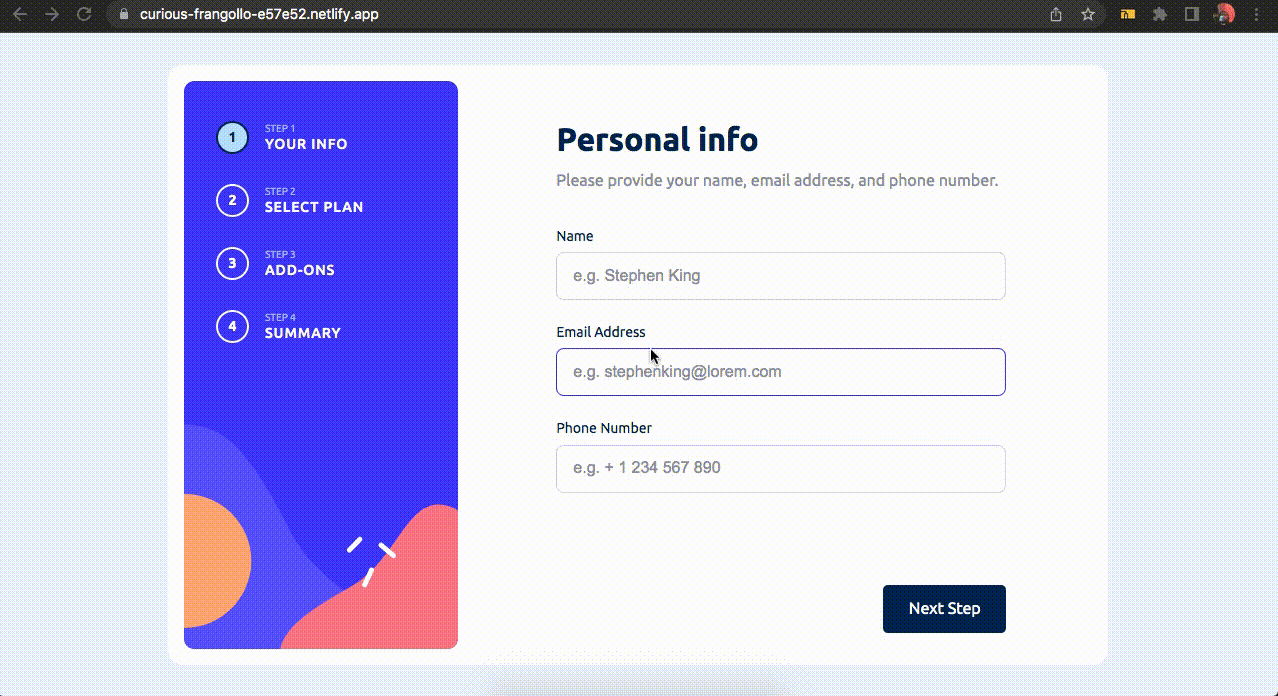 curious-frangollo-e57e52.netlify.app
1
STEP 1
YOUR INFO
2
STEP 2
SELECT PLAN
3
STEP 3
ADD-ONS
4
STEP 4
SUMMARY
Personal info
Please provide your name, email address, and phone number.
Name
e.g. Stephen King
Email Address
e.g. stephenking@lorem.com
Phone Number
e.g. + 1 234 567 890
Next Step